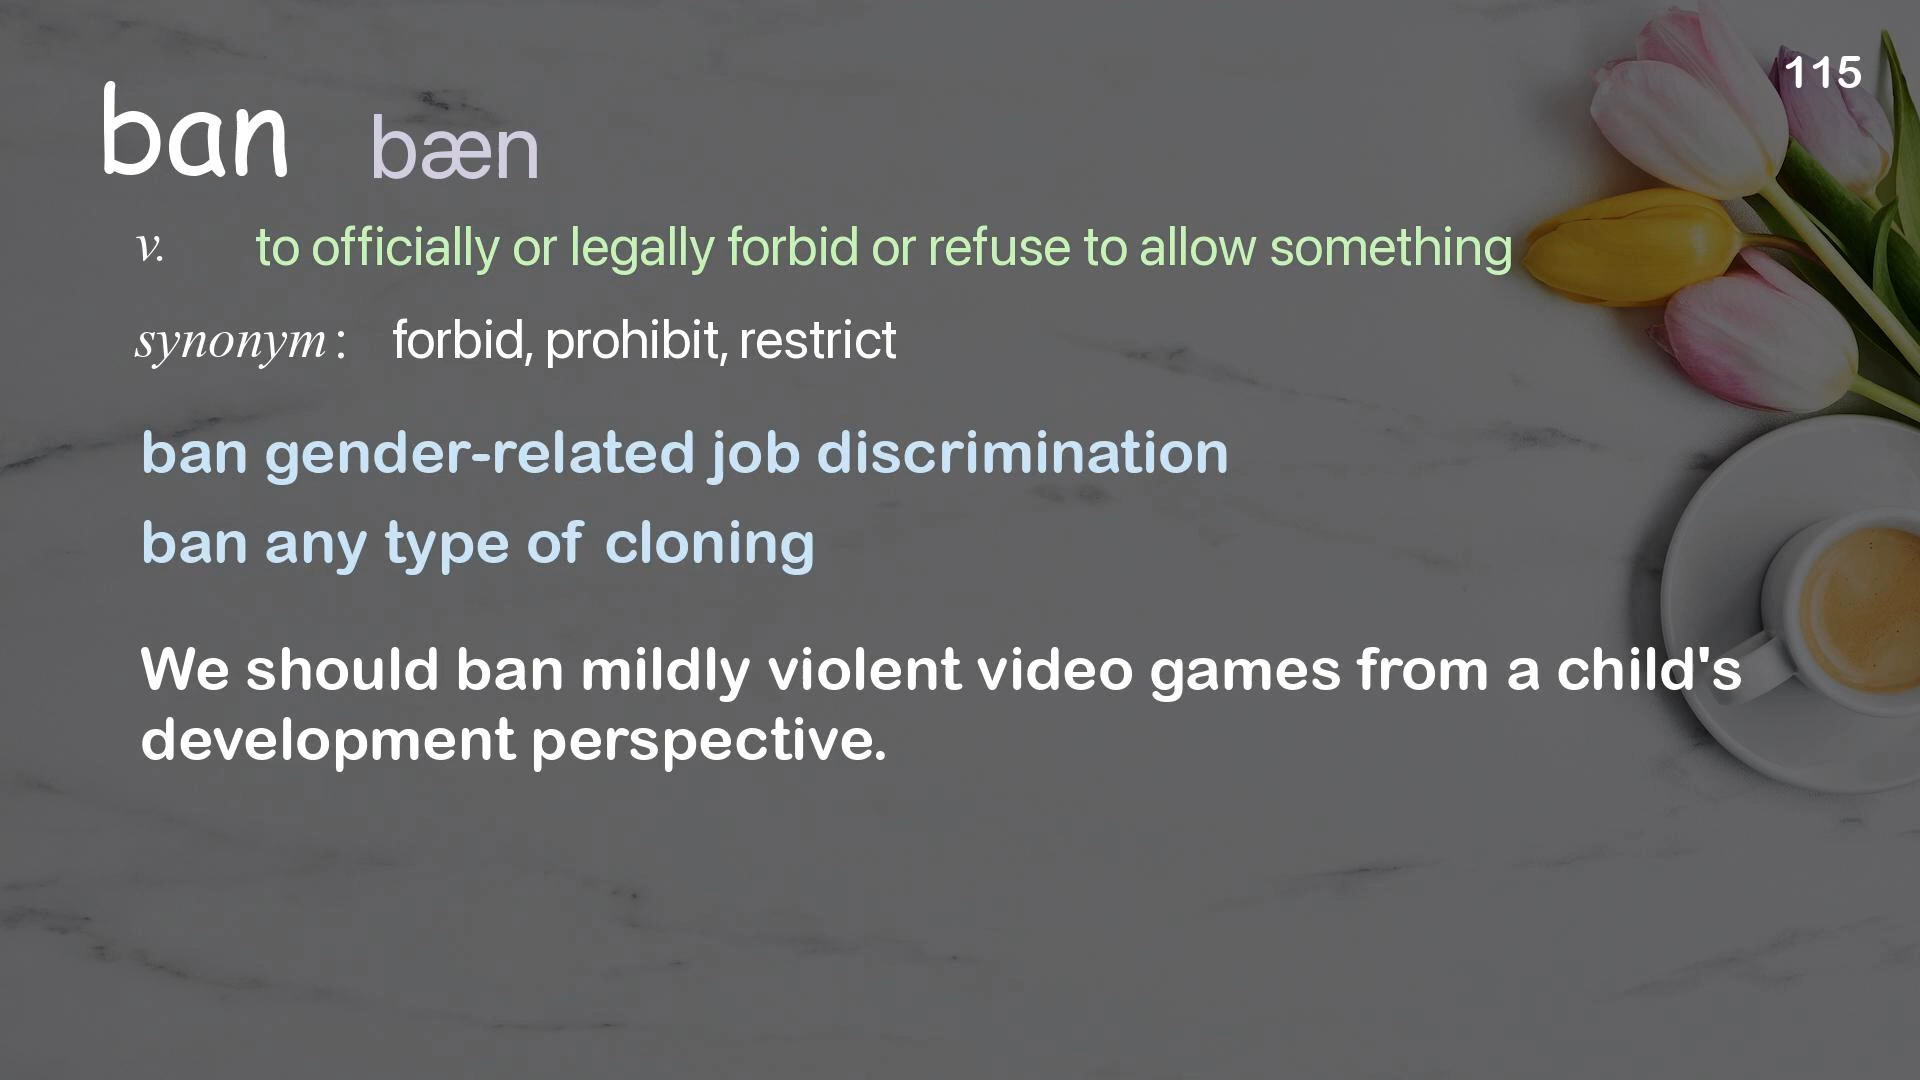 115
ban bæn
v. to officially or legally forbid or refuse to allow something
synonym : forbid, prohibit, restrict
ban gender-related job discrimination
ban any type of cloning
We should ban mildly violent video games from a child's
development perspective.